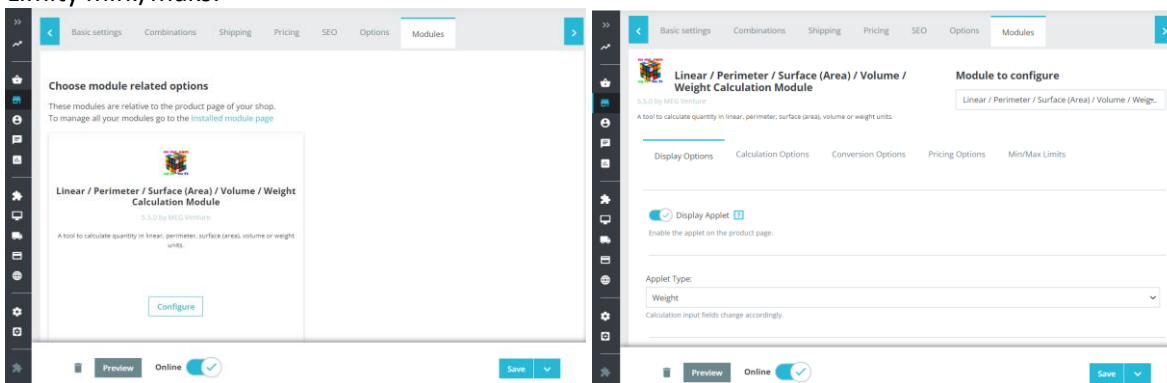 Basic settings Combinations Shipping Pricing SEO Options Modules
Choose module related options
These modules are relative to the product page of your shop.
To manage all your modules go to the Installed module page
Linear / Perimeter / Surface (Area) / Volume / Weight
Calculation Module
5.5.0 by MEG Venture
A tool to calculate quantity in linear, perimeter, surface (area), volume or weight
units.
Configure
Preview Online Save
Basic settings Combinations Shipping Pricing SEO Options Modules
Linear / Perimeter / Surface (Area) / Volume /
Weight Calculation Module
5.5.0 by MEG Venture
A tool to calculate quantity in linear, perimeter, surface (area), volume or weight units.
Module to configure
Linear / Perimeter / Surface (Area) / Volume / Weig..
Display Options Calculation Options Conversion Options Pricing Options Min/Max Limits
Display Applet ?
Enable the applet on the product page.
Applet Type:
Weight
Calculation input fields change accordingly.
Preview Online Save